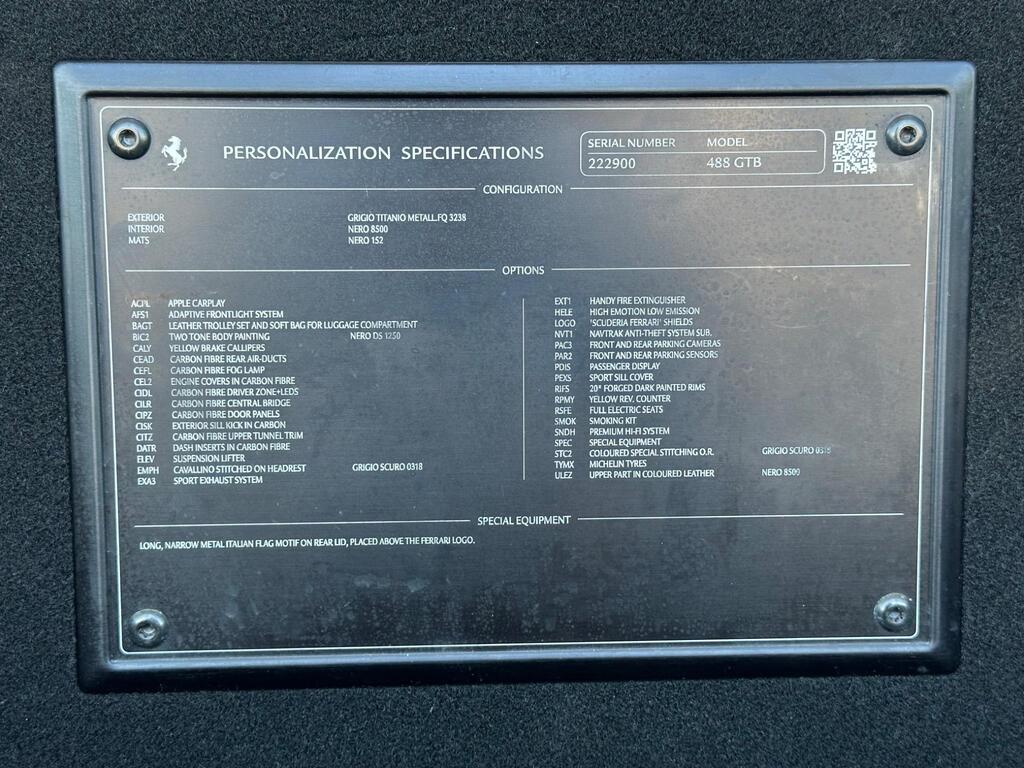 PERSONALIZATION SPECIFICATIONS
SERIAL NUMBER MODEL
222900 488 GTB
CONFIGURATION
EXTERIOR GRIGIO TITANIO METALL.FQ 3238
INTERIOR NERO 8500
MATS NERO 152
OPTIONS
ACPL APPLE CARPLAY
AFS1 ADAPTIVE FRONTLIGHT SYSTEM
BAGT LEATHER TROLLEY SET AND SOFT BAG FOR LUGGAGE COMPARTMENT
BIC2 TWO TONE BODY PAINTING NERO DS 1250
CALY YELLOW BRAKE CALLIPERS
CEAD CARBON FIBRE REAR AIR-DUCTS
CEFL CARBON FIBRE FOG LAMP
CEL2 ENGINE COVERS IN CARBON FIBRE
CIDL CARBON FIBRE DRIVER ZONE+LEDS
CILR CARBON FIBRE CENTRAL BRIDGE
CIPZ CARBON FIBRE DOOR PANELS
CISK EXTERIOR SILL KICK IN CARBON
CITZ CARBON FIBRE UPPER TUNNEL TRIM
DATR DASH INSERTS IN CARBON FIBRE
ELEV SUSPENSION LIFTER
EMPH CAVALLINO STITCHED ON HEADREST GRIGIO SCURO 0318
EXA3 SPORT EXHAUST SYSTEM
EXT1 HANDY FIRE EXTINGUISHER
HELE HIGH EMOTION LOW EMISSION
LOGO 'SCUDERIA FERRARI' SHIELDS
NVT1 NAVTRAK ANTI-THEFT SYSTEM SUB.
PAC3 FRONT AND REAR PARKING CAMERAS
PAR2 FRONT AND REAR PARKING SENSORS
PDIS PASSENGER DISPLAY
PEXS SPORT SILL COVER
RIFS 20" FORGED DARK PAINTED RIMS
RPMY YELLOW REV. COUNTER
RSFE FULL ELECTRIC SEATS
SMOK SMOKING KIT
SNDH PREMIUM HI-FI SYSTEM
SPEC SPECIAL EQUIPMENT
STC2 COLOURED SPECIAL STITCHING O.R. GRIGIO SCURO 0318
TYMX MICHELIN TYRES
ULEZ UPPER PART IN COLOURED LEATHER NERO 8500
SPECIAL EQUIPMENT
LONG, NARROW METAL ITALIAN FLAG MOTIF ON REAR LID, PLACED ABOVE THE FERRARI LOGO.